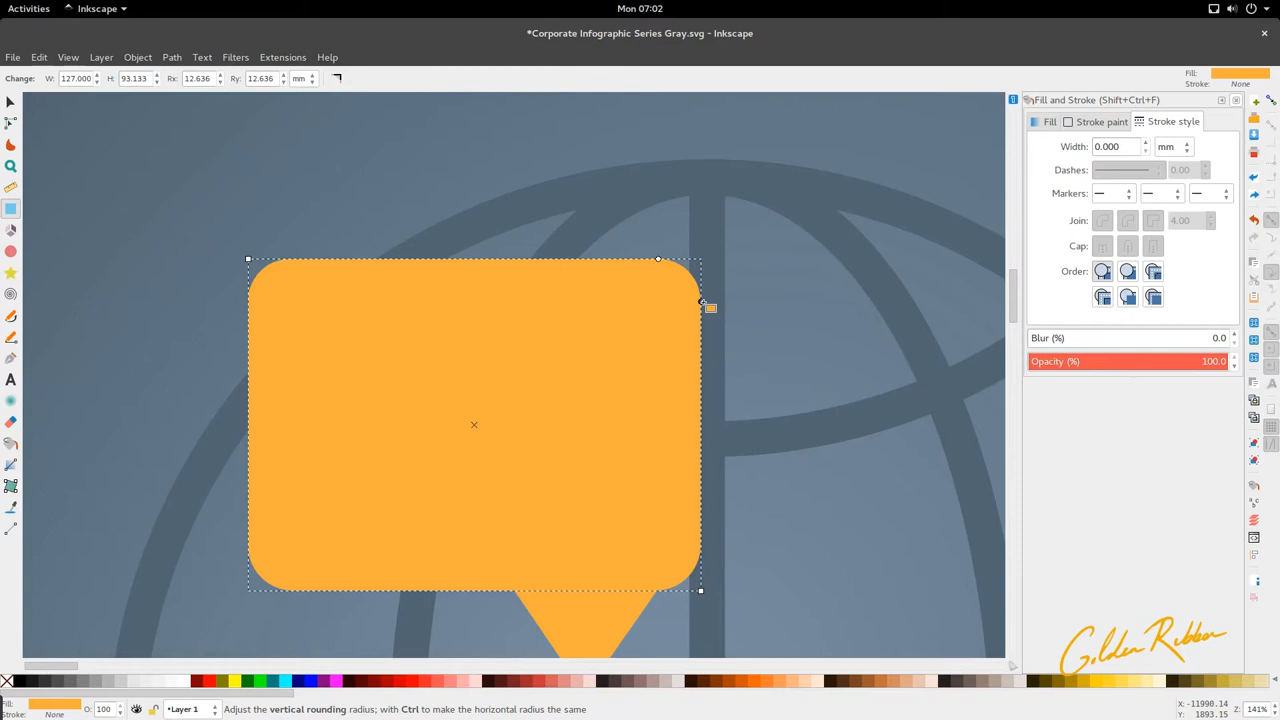 Activities Inkscape Mon 07:02
*Corporate Infographic Series Gray.svg - Inkscape
File Edit View Layer Object Path Text Filters Extensions Help
Change: W: 127.000 H: 93.133 Rx: 12.636 Ry: 12.636 mm
Fill:
Stroke: None
Fill and Stroke (Shift+Ctrl+F)
Fill Stroke paint Stroke style
Width: 0.000 mm
Dashes: 0.00
Markers:
Join: 4.00
Cap:
Order:
Blur (%) 0.0
Opacity (%) 100.0
Golden Ribbon
Fill:
Stroke: None
O: 100 •Layer 1 Adjust the vertical rounding radius; with Ctrl to make the horizontal radius the same
X: -11990.14
Y: 1893.15
Z: 141%